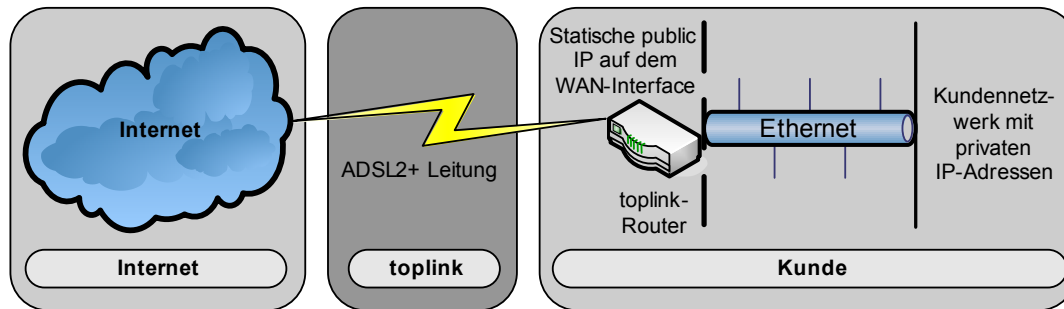 Internet
Internet
ADSL2+ Leitung
toplink
Statische public
IP auf dem
WAN-Interface
toplink-
Router
Ethernet
Kundennetz-
werk mit
privaten
IP-Adressen
Kunde